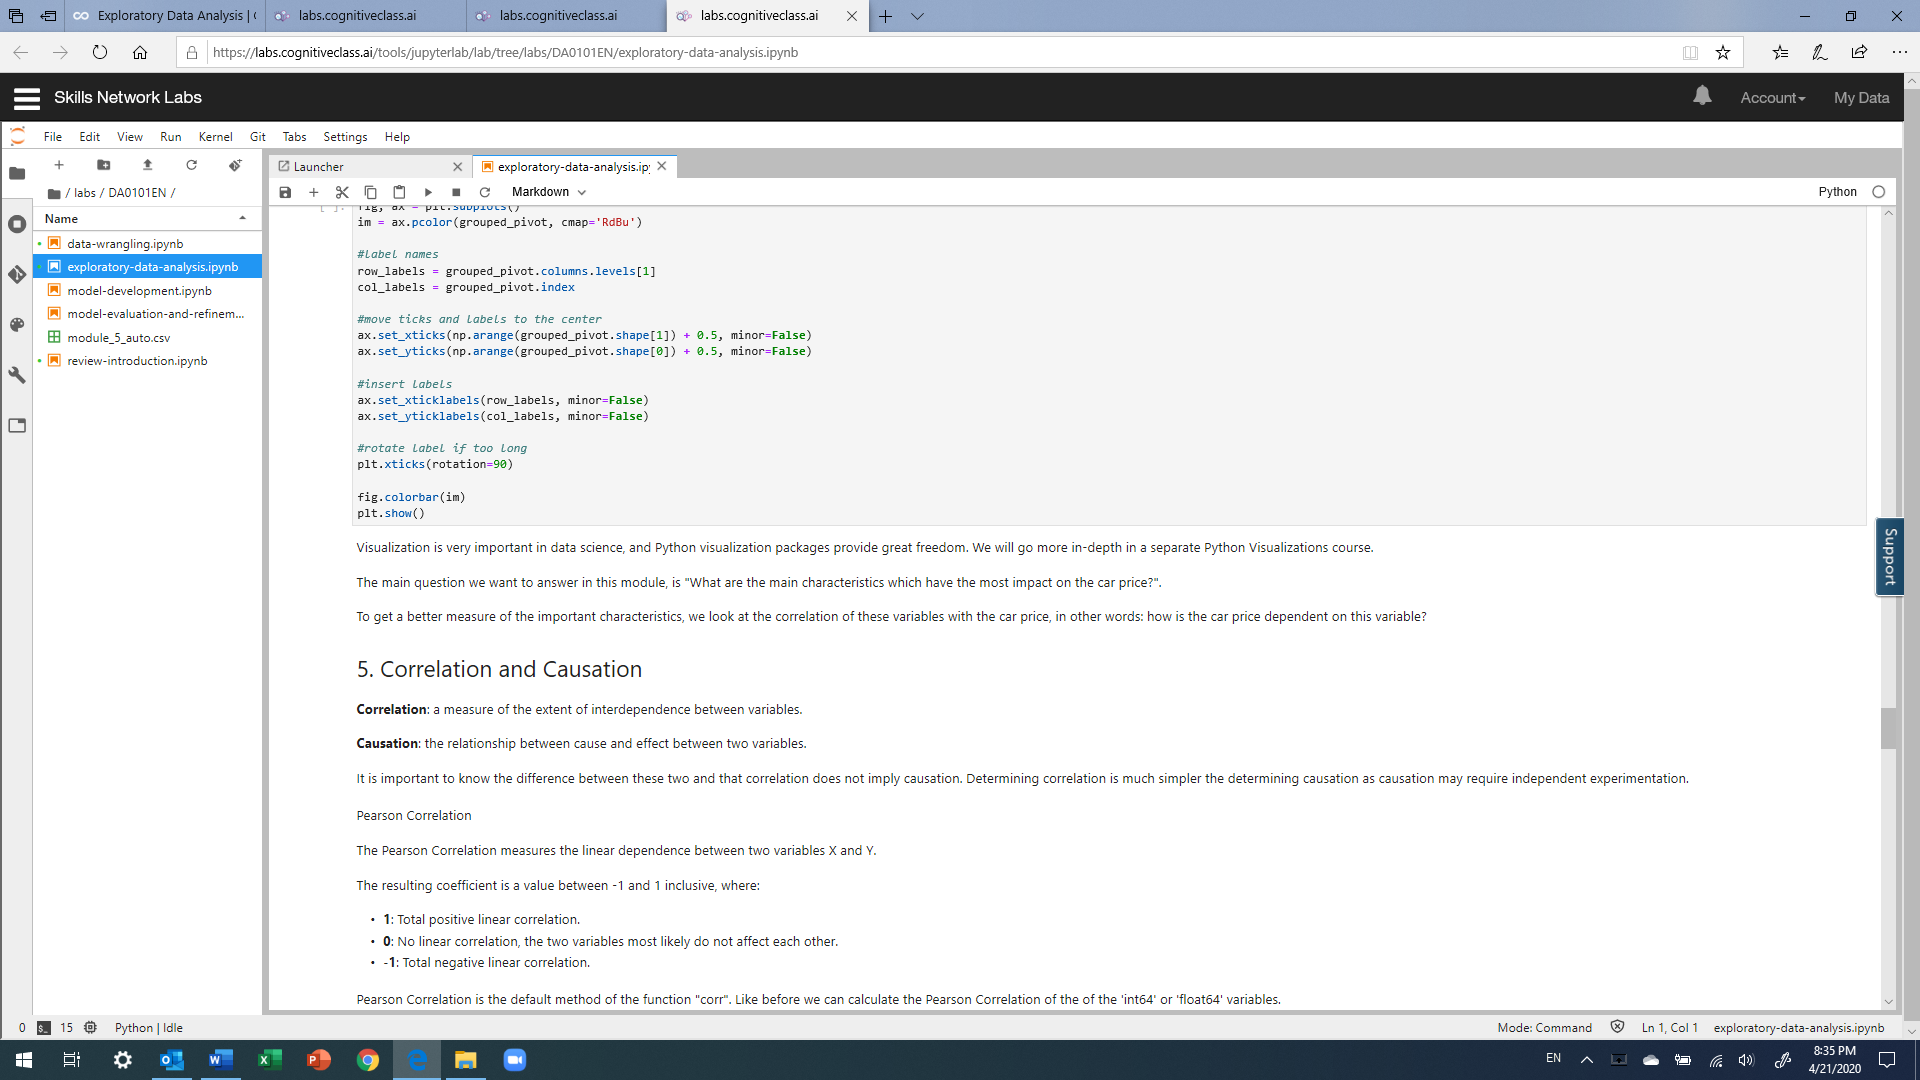 Exploratory Data Analysis | (
labs.cognitiveclass.ai
labs.cognitiveclass.ai
labs.cognitiveclass.ai
https://labs.cognitiveclass.ai/tools/jupyterlab/lab/tree/labs/DA0101EN/exploratory-data-analysis.ipynb
Skills Network Labs
Account
My Data
File Edit View Run Kernel Git Tabs Settings Help
Launcher
exploratory-data-analysis.ip
/ labs / DA0101EN /
Markdown
Python
Name
data-wrangling.ipynb
exploratory-data-analysis.ipynb
model-development.ipynb
model-evaluation-and-refinem...
module_5_auto.csv
review-introduction.ipynb
[ ]:
fig, ax = plt.subplots()
im = ax.pcolor(grouped_pivot, cmap='RdBu')
#label names
row_labels = grouped_pivot.columns.levels[1]
col_labels = grouped_pivot.index
#move ticks and labels to the center
ax.set_xticks(np.arange(grouped_pivot.shape[1]) + 0.5, minor=False)
ax.set_yticks(np.arange(grouped_pivot.shape[0]) + 0.5, minor=False)
#insert labels
ax.set_xticklabels(row_labels, minor=False)
ax.set_yticklabels(col_labels, minor=False)
#rotate label if too long
plt.xticks(rotation=90)
fig.colorbar(im)
plt.show()
Visualization is very important in data science, and Python visualization packages provide great freedom. We will go more in-depth in a separate Python Visualizations course.
The main question we want to answer in this module, is "What are the main characteristics which have the most impact on the car price?".
To get a better measure of the important characteristics, we look at the correlation of these variables with the car price, in other words: how is the car price dependent on this variable?
5. Correlation and Causation
Correlation: a measure of the extent of interdependence between variables.
Causation: the relationship between cause and effect between two variables.
It is important to know the difference between these two and that correlation does not imply causation. Determining correlation is much simpler the determining causation as causation may require independent experimentation.
Pearson Correlation
The Pearson Correlation measures the linear dependence between two variables X and Y.
The resulting coefficient is a value between -1 and 1 inclusive, where:
• 1: Total positive linear correlation.
• 0: No linear correlation, the two variables most likely do not affect each other.
• -1: Total negative linear correlation.
Pearson Correlation is the default method of the function "corr". Like before we can calculate the Pearson Correlation of the of the 'int64' or 'float64' variables.
Support
0
15
Python | Idle
Mode: Command
Ln 1, Col 1
exploratory-data-analysis.ipynb
EN
8:35 PM
4/21/2020